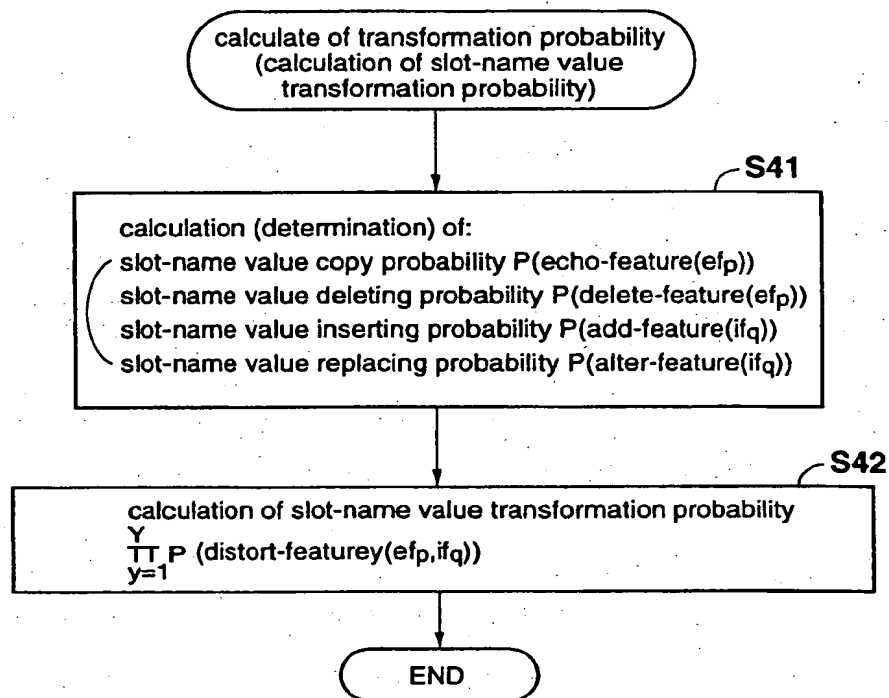 calculate of transformation probability
(calculation of slot-name value
transformation probability)
S41
calculation (determination) of:
slot-name value copy probability P(echo-feature(efp))
slot-name value deleting probability P(delete-feature(efp))
slot-name value inserting probability P(add-feature(ifq))
slot-name value replacing probability P(alter-feature(ifq))
S42
calculation of slot-name value transformation probability
Y
TT P (distort-featurey(efp,ifq))
y=1
END